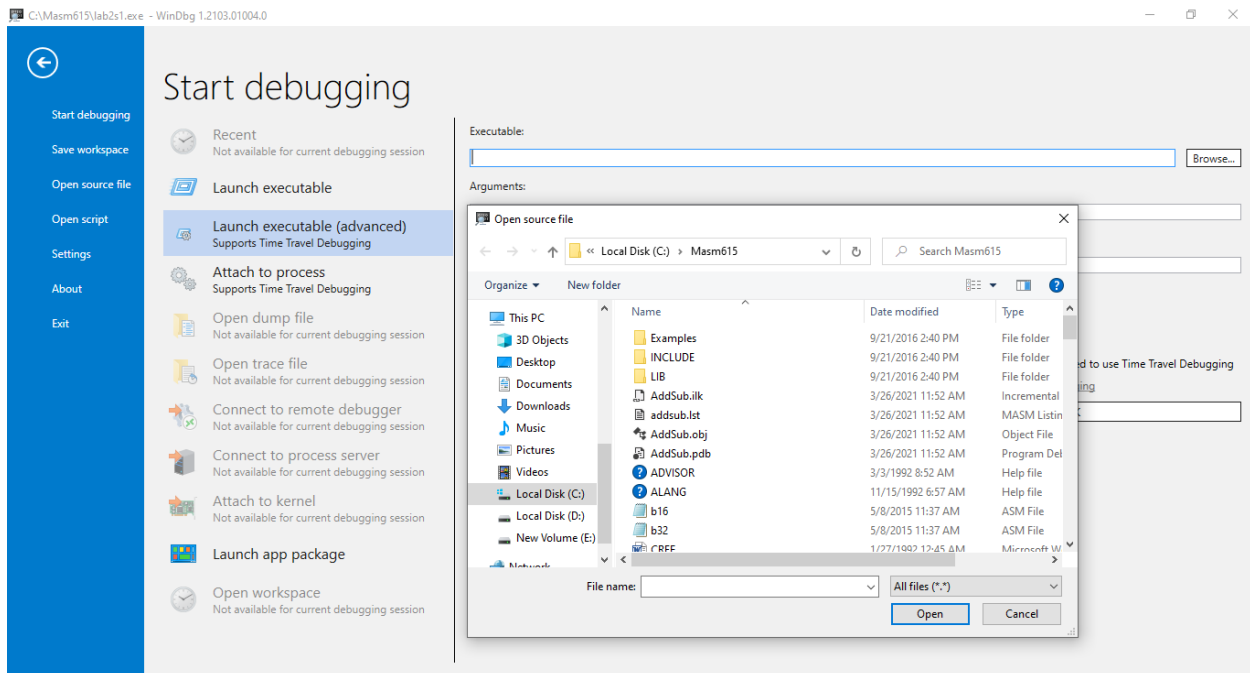 C:\Masm615\lab2s1.exe - WinDbg 1.2103.01004.0
Start debugging
Save workspace
Open source file
Open script
Settings
About
Exit
Start debugging
Recent
Not available for current debugging session
Launch executable
Launch executable (advanced)
Supports Time Travel Debugging
Attach to process
Supports Time Travel Debugging
Open dump file
Not available for current debugging session
Open trace file
Not available for current debugging session
Connect to remote debugger
Not available for current debugging session
Connect to process server
Not available for current debugging session
Attach to kernel
Not available for current debugging session
Launch app package
Open workspace
Not available for current debugging session
Executable:
Browse...
Arguments:
to use Time Travel Debugging
Open source file
« Local Disk (C:) › Masm615
Search Masm615
Organize New folder
?
This PC
3D Objects
Desktop
Documents
Downloads
Music
Pictures
Videos
Local Disk (C:)
Local Disk (D:)
New Volume (E:)
Network
Name Date modified Type
Examples 9/21/2016 2:40 PM File folder
INCLUDE 9/21/2016 2:40 PM File folder
LIB 9/21/2016 2:40 PM File folder
AddSub.ilk 3/26/2021 11:52 AM Incremental
addsub.lst 3/26/2021 11:52 AM MASM Listin
AddSub.obj 3/26/2021 11:52 AM Object File
AddSub.pdb 3/26/2021 11:52 AM Program Del
ADVISOR 3/3/1992 8:52 AM Help file
ALANG 11/15/1992 6:57 AM Help file
b16 5/8/2015 11:37 AM ASM File
b32 5/8/2015 11:37 AM ASM File
1/27/1992 12:45 AM Microsoft W
File name:
All files (*.*)
Open Cancel